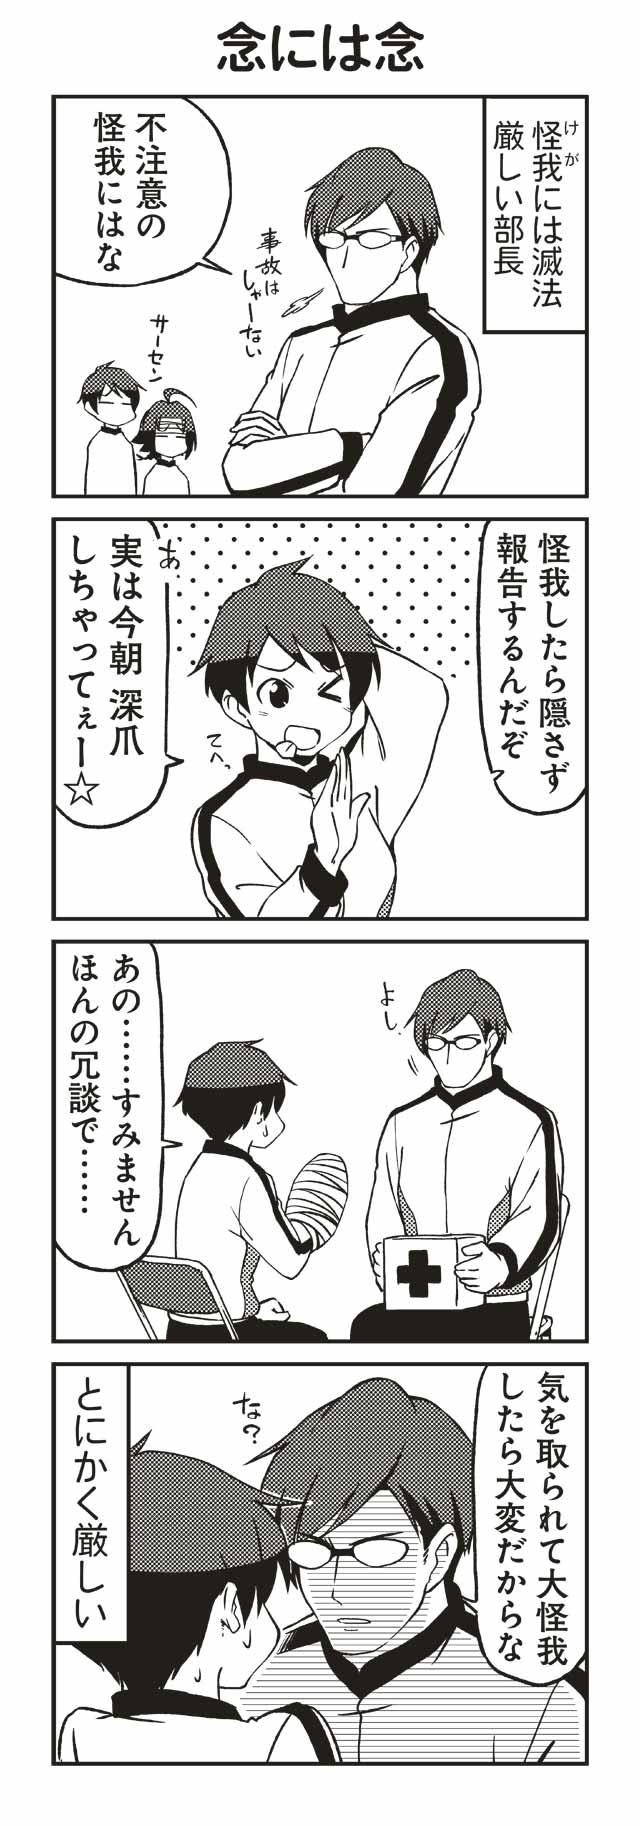 念には念
怪我には滅法
けが
厳しい部長
不注意の
怪我にはな
事故は
しゃーない
サーセン
怪我したら隠さず
報告するんだぞ
あ、
実は今朝 深爪
しちゃってぇー☆
てへっ
よし。
あの……すみません
ほんの冗談で……
気を取られて大怪我
したら大変だからな
な?
とにかく厳しい